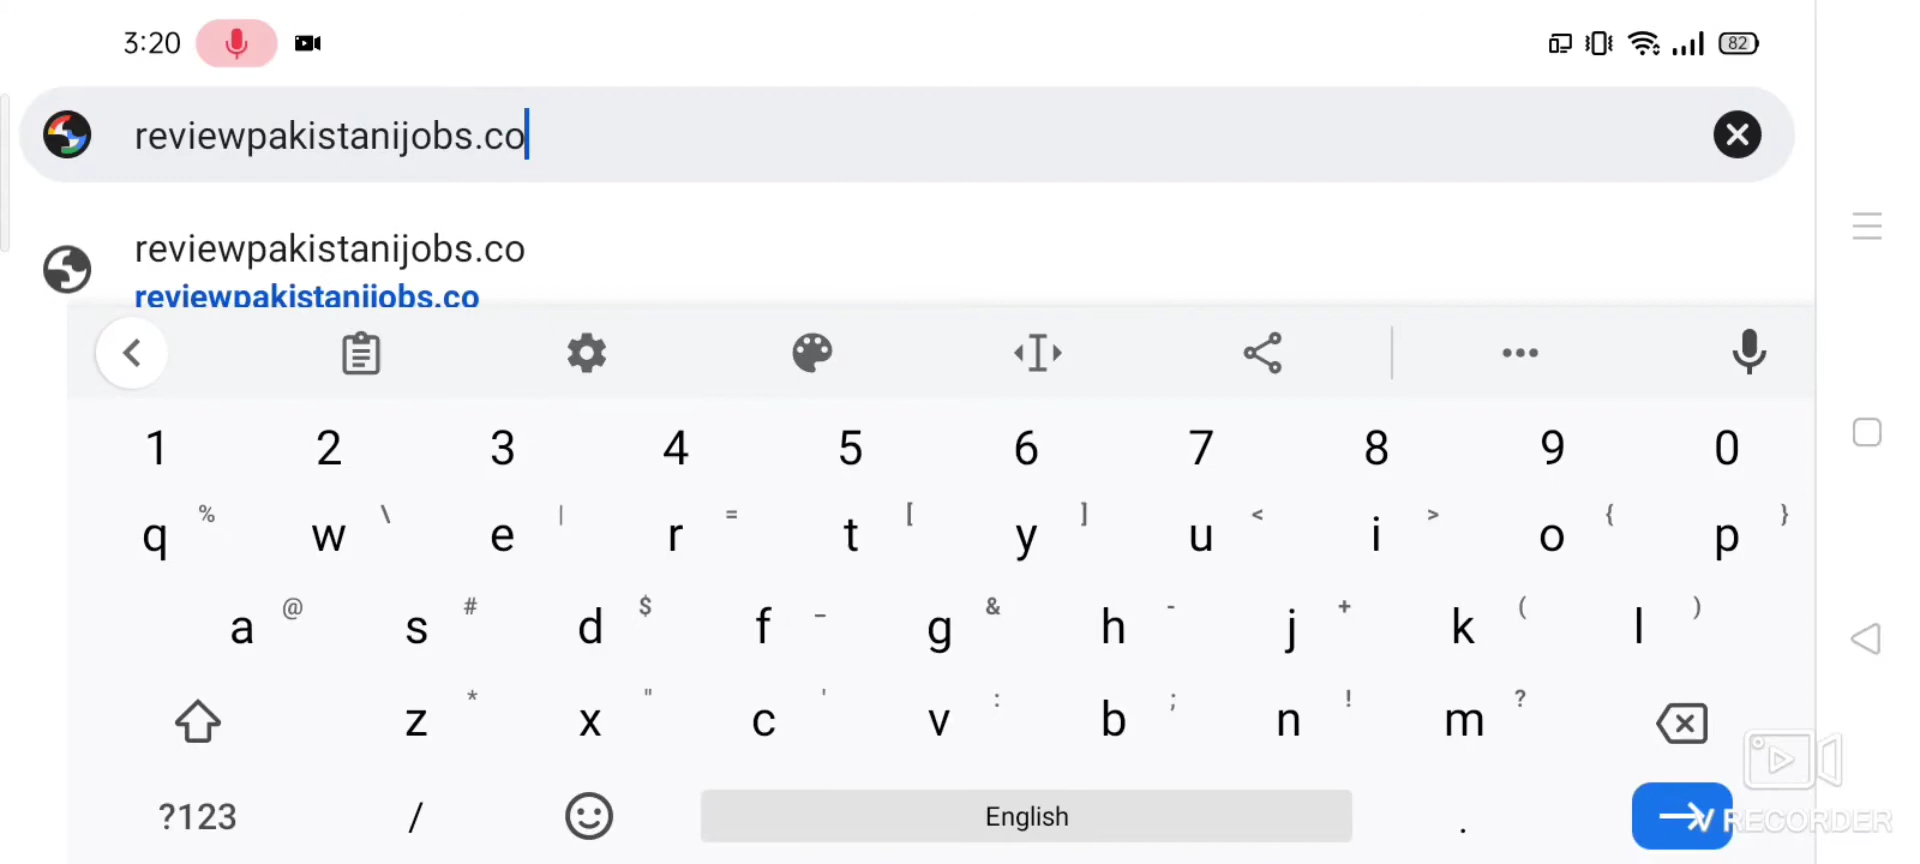 3:20
82
reviewpakistanijobs.co
reviewpakistanijobs.co
reviewpakistanijobs.co
1 2 3 4 5 6 7 8 9 0
q % w \ e | r = t [ y ] u < i > o { p }
a @ s # d $ f _ g & h - j + k ( l )
z * x " c ' v : b ; n ! m ?
?123 / English .
V RECORDER